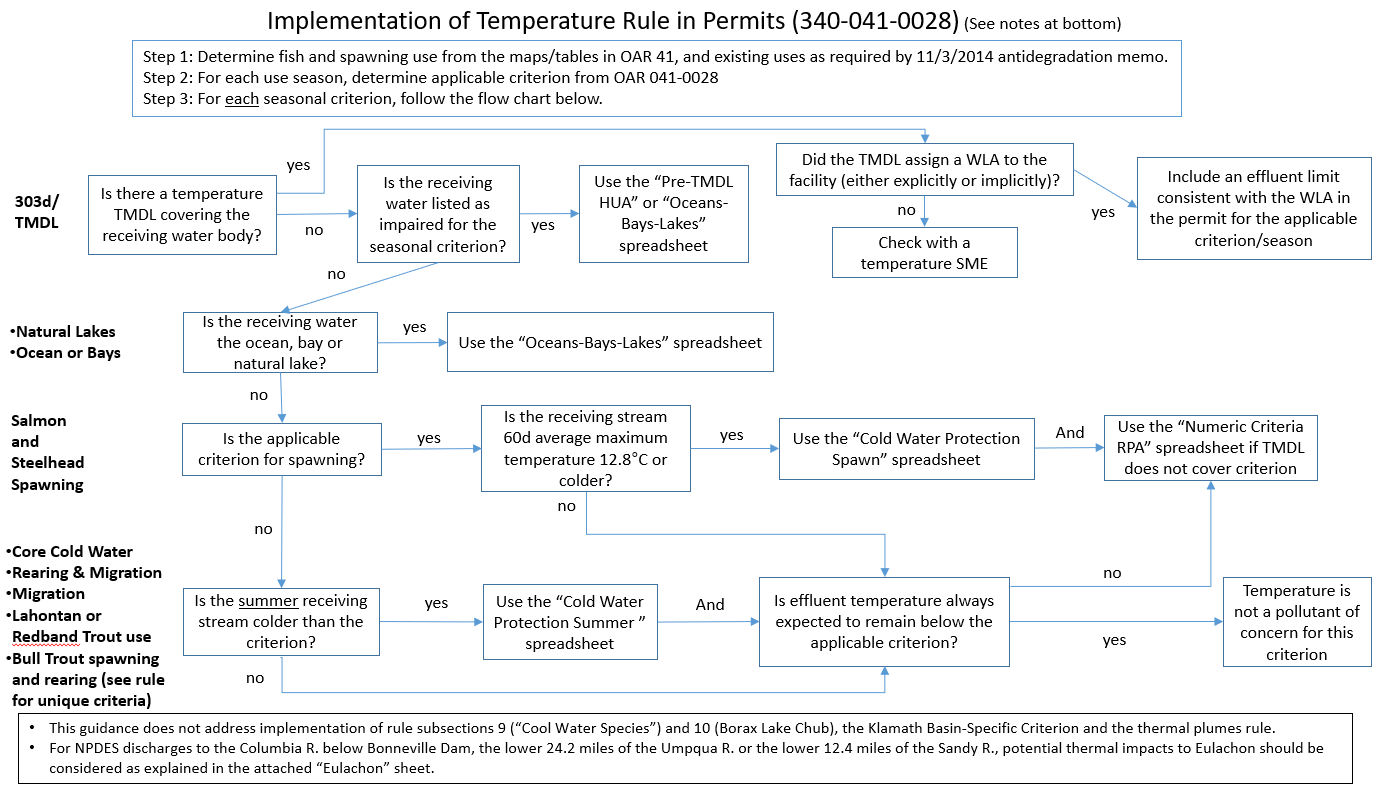 Implementation of Temperature Rule in Permits (340-041-0028) (See notes at bottom)
Step 1: Determine fish and spawning use from the maps/tables in OAR 41, and existing uses as required by 11/3/2014 antidegradation memo.
Step 2: For each use season, determine applicable criterion from OAR 041-0028
Step 3: For each seasonal criterion, follow the flow chart below.
303d/
TMDL
Is there a temperature
TMDL covering the
receiving water body?
yes
no
Is the receiving
water listed as
impaired for the
seasonal criterion?
yes
no
Use the “Pre-TMDL
HUA” or “Oceans-
Bays-Lakes”
spreadsheet
Did the TMDL assign a WLA to the
facility (either explicitly or implicitly)?
no
yes
Check with a
temperature SME
Include an effluent limit
consistent with the WLA in
the permit for the applicable
criterion/season
•Natural Lakes
•Ocean or Bays
Is the receiving water
the ocean, bay or
natural lake?
yes
no
Use the “Oceans-Bays-Lakes” spreadsheet
Salmon
and
Steelhead
Spawning
Is the applicable
criterion for spawning?
yes
no
Is the receiving stream
60d average maximum
temperature 12.8°C or
colder?
yes
no
Use the “Cold Water Protection
Spawn” spreadsheet
And
Use the “Numeric Criteria
RPA” spreadsheet if TMDL
does not cover criterion
•Core Cold Water
•Rearing & Migration
•Migration
•Lahontan or
Redband Trout use
•Bull Trout spawning
and rearing (see rule
for unique criteria)
Is the summer receiving
stream colder than the
criterion?
yes
no
Use the “Cold Water
Protection Summer ”
spreadsheet
And
Is effluent temperature always
expected to remain below the
applicable criterion?
no
yes
Temperature is
not a pollutant of
concern for this
criterion
• This guidance does not address implementation of rule subsections 9 (“Cool Water Species”) and 10 (Borax Lake Chub), the Klamath Basin-Specific Criterion and the thermal plumes rule.
• For NPDES discharges to the Columbia R. below Bonneville Dam, the lower 24.2 miles of the Umpqua R. or the lower 12.4 miles of the Sandy R., potential thermal impacts to Eulachon should be
considered as explained in the attached “Eulachon” sheet.